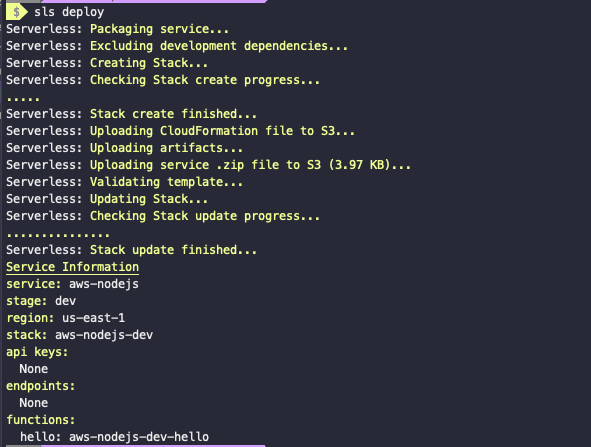 $ sls deploy
Serverless: Packaging service...
Serverless: Excluding development dependencies...
Serverless: Creating Stack...
Serverless: Checking Stack create progress...
.....
Serverless: Stack create finished...
Serverless: Uploading CloudFormation file to S3...
Serverless: Uploading artifacts...
Serverless: Uploading service .zip file to S3 (3.97 KB)...
Serverless: Validating template...
Serverless: Updating Stack...
Serverless: Checking Stack update progress...
...............
Serverless: Stack update finished...
Service Information
service: aws-nodejs
stage: dev
region: us-east-1
stack: aws-nodejs-dev
api keys:
  None
endpoints:
  None
functions:
  hello: aws-nodejs-dev-hello